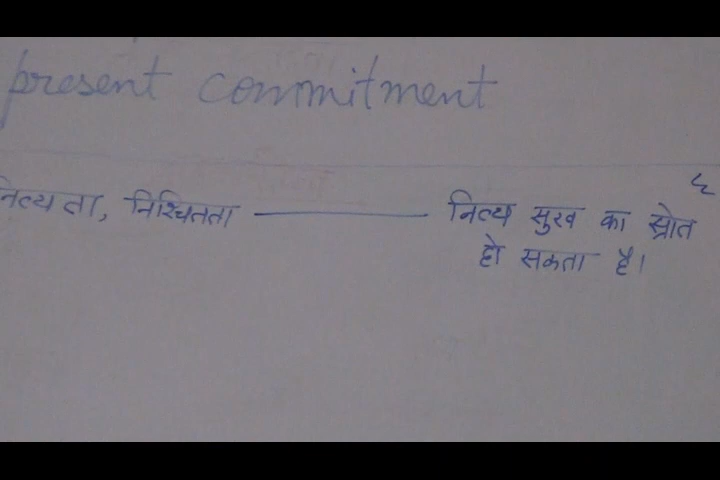 present commitment
नित्यता, निश्चितता —— नित्य सुख का स्रोत
हो सकता है।